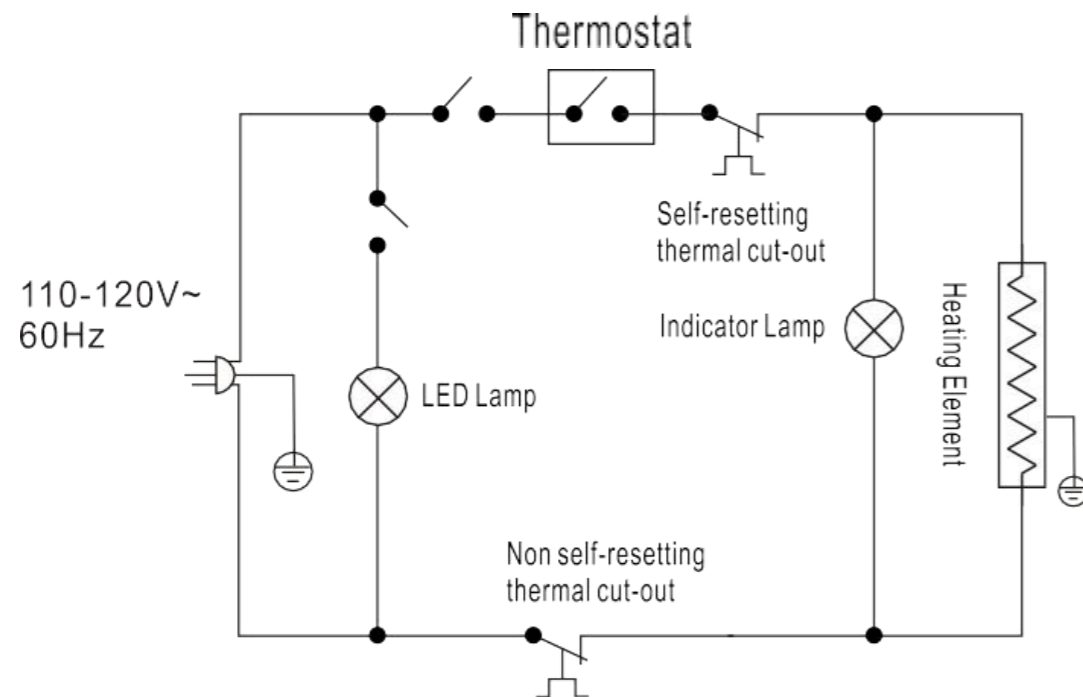 Thermostat
Self-resetting
thermal cut-out
110-120V~
60Hz
Indicator Lamp
Heating Element
LED Lamp
Non self-resetting
thermal cut-out